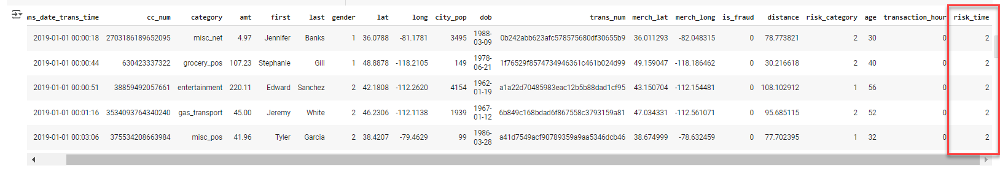 ans_date_trans_time cc_num category amt first last gender lat long city_pop dob trans_num merch_lat merch_long is_fraud distance risk_category age transaction_hour risk_time
2019-01-01 00:00:18 2703186189652095 misc_net 4.97 Jennifer Banks 1 36.0788 -81.1781 3495 1988-03-09 0b242abb623afc578575680df30655b9 36.011293 -82.048315 0 78.773821 2 30 0 2
2019-01-01 00:00:44 630423337322 grocery_pos 107.23 Stephanie Gill 1 48.8878 -118.2105 149 1978-06-21 1f76529f8574734946361c461b024d99 49.159047 -118.186462 0 30.216618 2 40 0 2
2019-01-01 00:00:51 38859492057661 entertainment 220.11 Edward Sanchez 2 42.1808 -112.2620 4154 1962-01-19 a1a22d70485983eac12b5b88dad1cf95 43.150704 -112.154481 0 108.102912 1 56 0 2
2019-01-01 00:01:16 3534093764340240 gas_transport 45.00 Jeremy White 2 46.2306 -112.1138 1939 1967-01-12 6b849c168bdad6f867558c3793159a81 47.034331 -112.561071 0 95.685115 2 52 0 2
2019-01-01 00:03:06 375534208663984 misc_pos 41.96 Tyler Garcia 2 38.4207 -79.4629 99 1986-03-28 a41d7549acf90789359a9aa5346dcb46 38.674999 -78.632459 0 77.702395 1 32 0 2